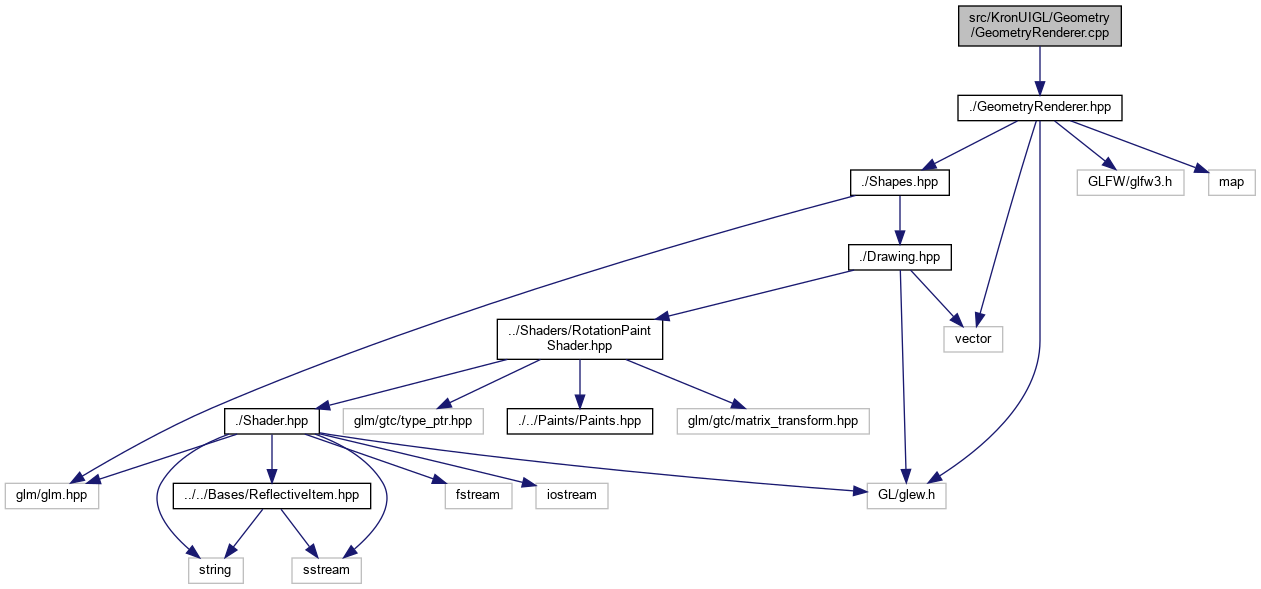 src/KronUIGL/Geometry
/GeometryRenderer.cpp
./GeometryRenderer.hpp
./Shapes.hpp
GLFW/glfw3.h
map
./Drawing.hpp
../Shaders/RotationPaint
Shader.hpp
vector
./Shader.hpp
glm/gtc/type_ptr.hpp
./../Paints/Paints.hpp
glm/gtc/matrix_transform.hpp
glm/glm.hpp
../../Bases/ReflectiveItem.hpp
fstream
iostream
GL/glew.h
string
sstream